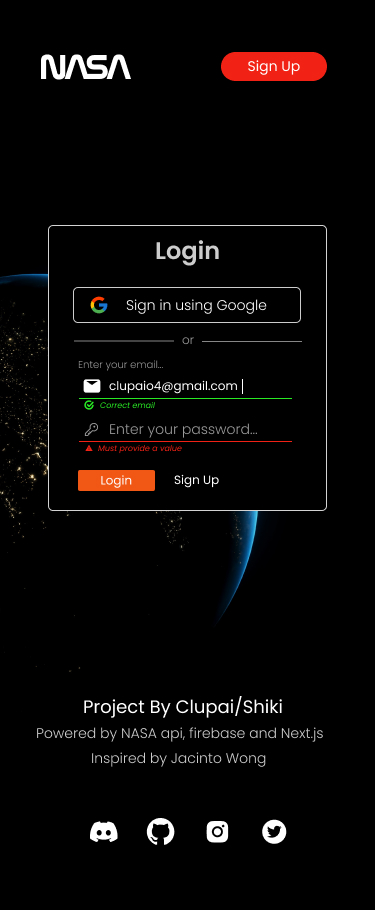 NASA
Sign Up
Login
Sign in using Google
or
Enter your email...
clupaio4@gmail.com
Correct email
Enter your password...
Must provide a value
Login
Sign Up
Project By Clupai/Shiki
Powered by NASA api, firebase and Next.js
Inspired by Jacinto Wong